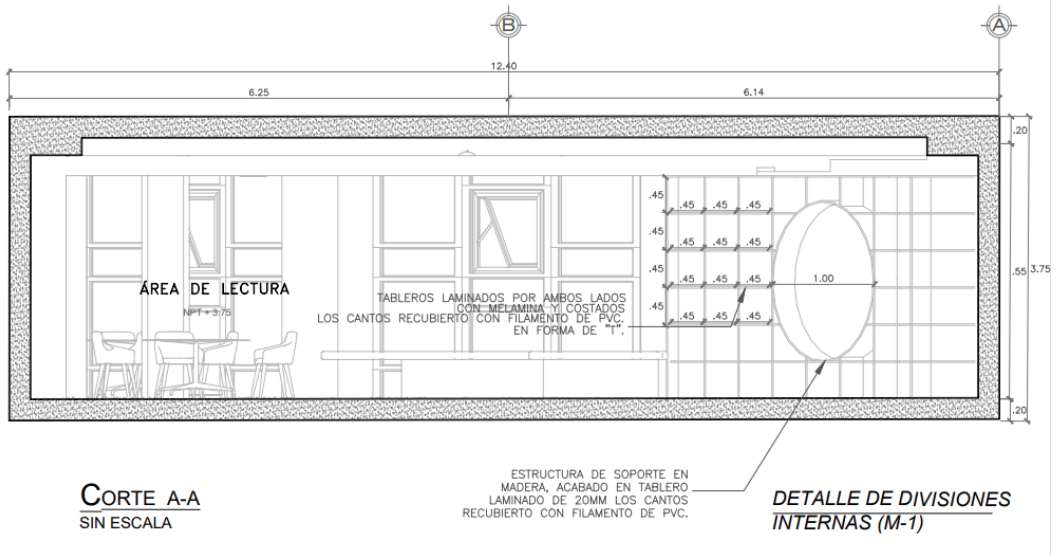 B
A
12.40
6.25
6.14
.20
.45
.45 .45 .45
.45
.45 .45 .45
.45
.45 .45 .45
.45
.45 .45 .45
1.00
.55
3.75
.20
ÁREA DE LECTURA
NPT + 3.75
TABLEROS LAMINADOS POR AMBOS LADOS
CON MELAMINA Y COSTADOS
LOS CANTOS RECUBIERTO CON FILAMENTO DE PVC.
EN FORMA DE "T".
ESTRUCTURA DE SOPORTE EN
MADERA, ACABADO EN TABLERO
LAMINADO DE 20MM LOS CANTOS
RECUBIERTO CON FILAMENTO DE PVC.
CORTE A-A
SIN ESCALA
DETALLE DE DIVISIONES
INTERNAS (M-1)